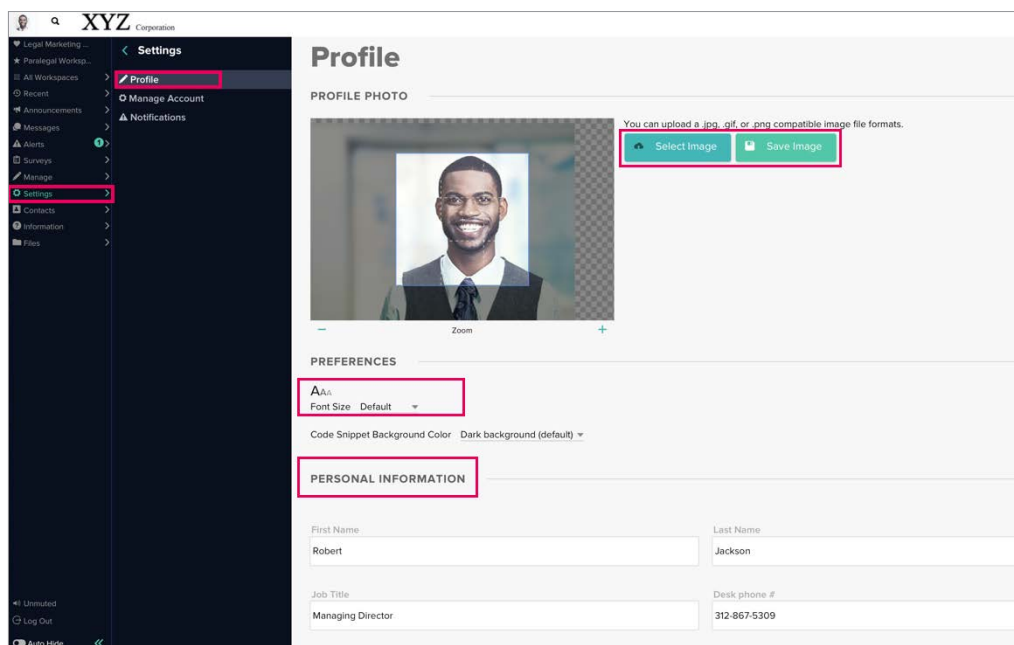 XYZ Corporation
Legal Marketing ...
Paralegal Worksp...
All Workspaces
Recent
Announcements
Messages
Alerts 1
Surveys
Manage
Settings
Contacts
Information
Files
Unmuted
Log Out
Auto Hide
Settings
Profile
Manage Account
Notifications
Profile
PROFILE PHOTO
You can upload a .jpg, .gif, or .png compatible image file formats.
Select Image Save Image
Zoom
PREFERENCES
AAA
Font Size Default
Code Snippet Background Color Dark background (default)
PERSONAL INFORMATION
First Name Last Name
Robert Jackson
Job Title Desk phone #
Managing Director 312-867-5309